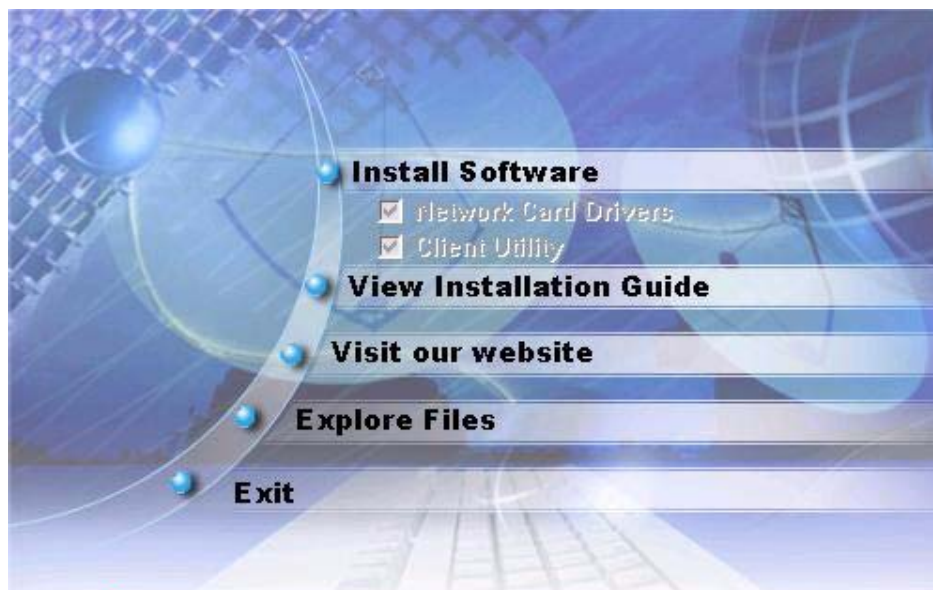 Install Software
Network Card Drivers
Client Utility
View Installation Guide
Visit our website
Explore Files
Exit